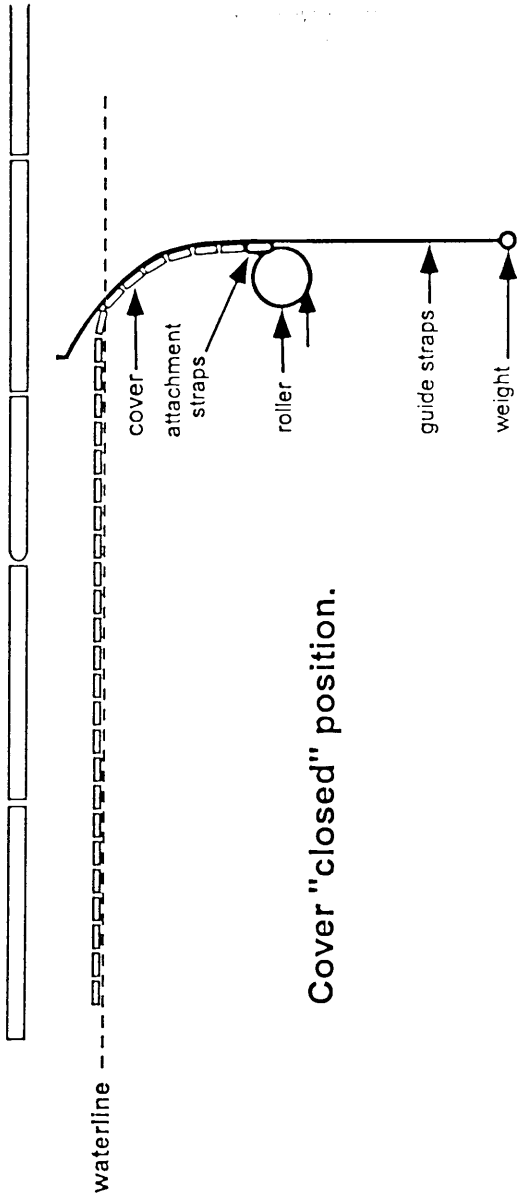 waterline
cover
attachment
straps
roller
guide straps
weight
Cover "closed" position.